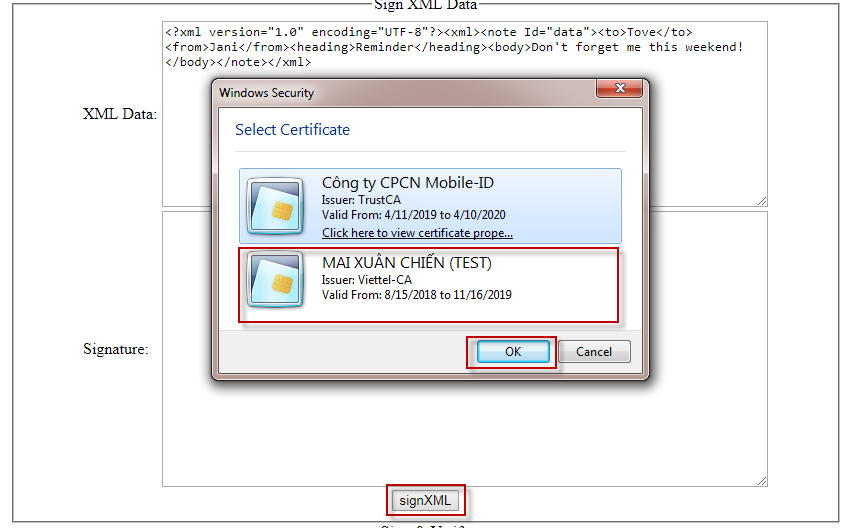 Sign XML Data
<?xml version="1.0" encoding="UTF-8"?><xml><note Id="data"><to>Tove</to>
<from>Jani</from><heading>Reminder</heading><body>Don't forget me this weekend!
</body></note></xml>
XML Data:
Windows Security
Select Certificate
Công ty CPCN Mobile-ID
Issuer: TrustCA
Valid From: 4/11/2019 to 4/10/2020
Click here to view certificate prope...
MAI XUÂN CHIẾN (TEST)
Issuer: Viettel-CA
Valid From: 8/15/2018 to 11/16/2019
Signature:
OK
Cancel
signXML